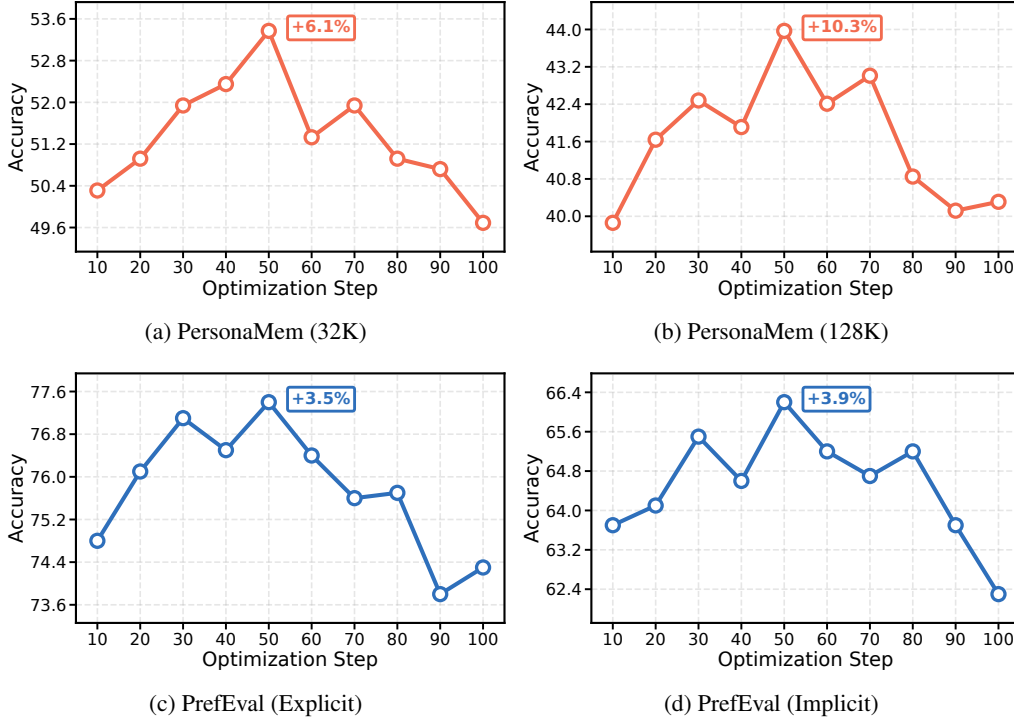 +6.1%
53.6
52.8
52.0
51.2
50.4
49.6
Accuracy
10 20 30 40 50 60 70 80 90 100
Optimization Step
(a) PersonaMem (32K)
+10.3%
44.0
43.2
42.4
41.6
40.8
40.0
Accuracy
10 20 30 40 50 60 70 80 90 100
Optimization Step
(b) PersonaMem (128K)
+3.5%
77.6
76.8
76.0
75.2
74.4
73.6
Accuracy
10 20 30 40 50 60 70 80 90 100
Optimization Step
(c) PrefEval (Explicit)
+3.9%
66.4
65.6
64.8
64.0
63.2
62.4
Accuracy
10 20 30 40 50 60 70 80 90 100
Optimization Step
(d) PrefEval (Implicit)